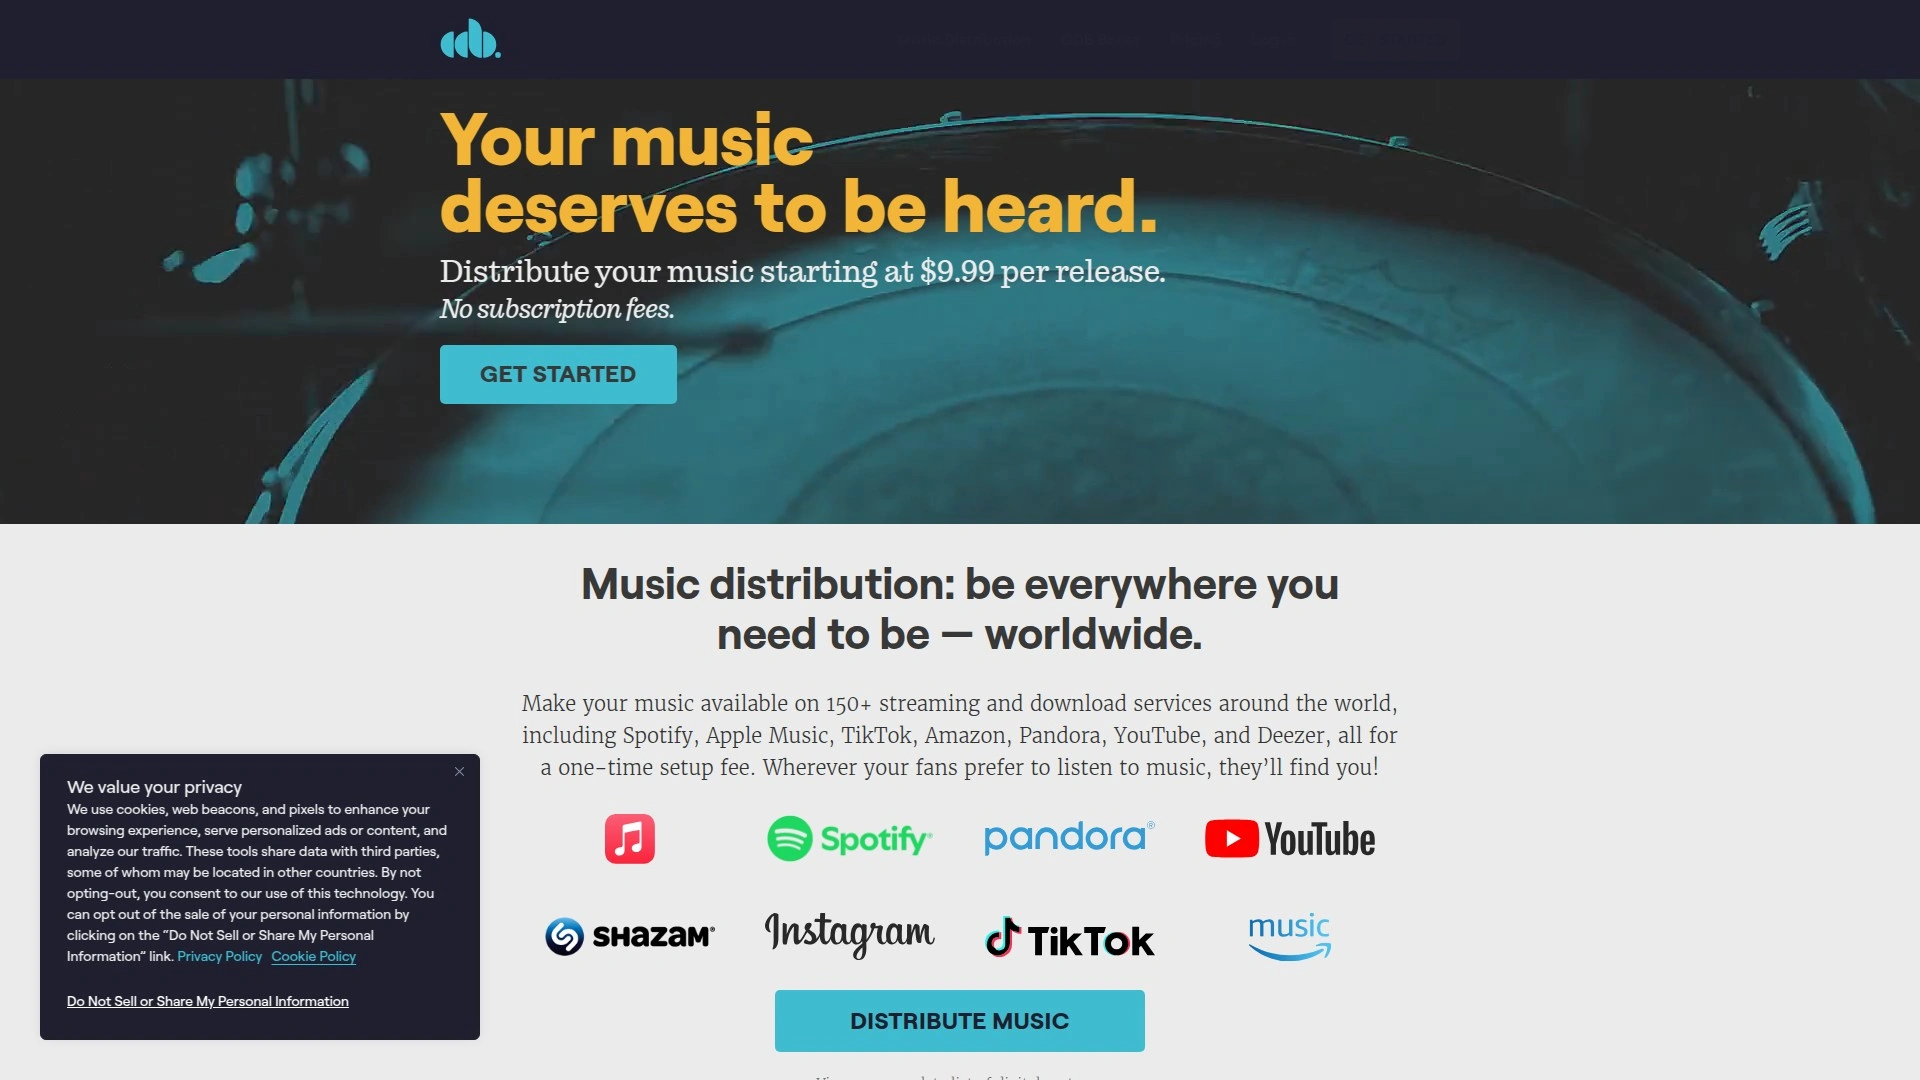 cdb.
Your music
deserves to be heard.
Distribute your music starting at $9.99 per release.
No subscription fees.
GET STARTED
Music distribution: be everywhere you
need to be — worldwide.
Make your music available on 150+ streaming and download services around the world,
including Spotify, Apple Music, TikTok, Amazon, Pandora, YouTube, and Deezer, all for
a one-time setup fee. Wherever your fans prefer to listen to music, they’ll find you!
Spotify®
pandora®
YouTube
SHAZAM®
Instagram
TikTok
music
DISTRIBUTE MUSIC
We value your privacy
We use cookies, web beacons, and pixels to enhance your
browsing experience, serve personalized ads or content, and
analyze our traffic. These tools share data with third parties,
some of whom may be located in other countries. By not
opting-out, you consent to our use of this technology. You
can opt out of the sale of your personal information by
clicking on the “Do Not Sell or Share My Personal
Information” link. Privacy Policy Cookie Policy
Do Not Sell or Share My Personal Information